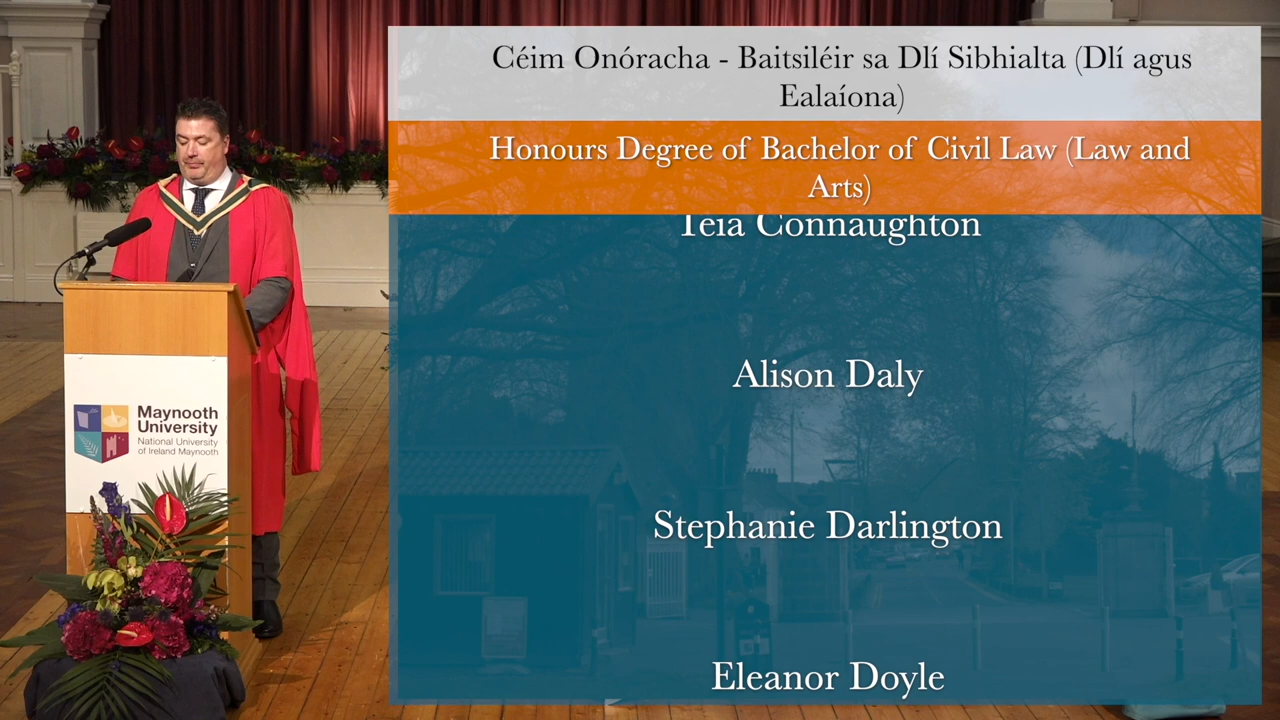 Céim Onóracha - Baitsiléir sa Dlí Sibhialta (Dlí agus
Ealaíona)
Honours Degree of Bachelor of Civil Law (Law and
Arts)
Teia Connaughton
Alison Daly
Stephanie Darlington
Eleanor Doyle
Maynooth
University
National University
of Ireland Maynooth